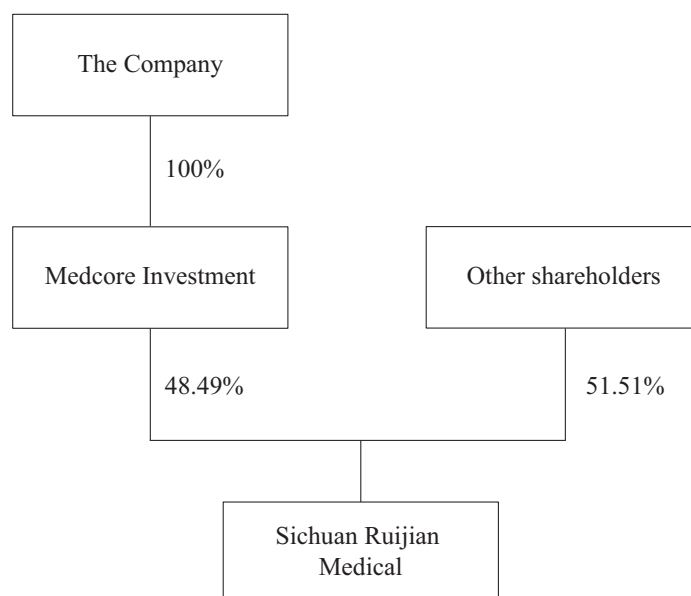 The Company
100%
Medcore Investment
Other shareholders
48.49%
51.51%
Sichuan Ruijian
Medical